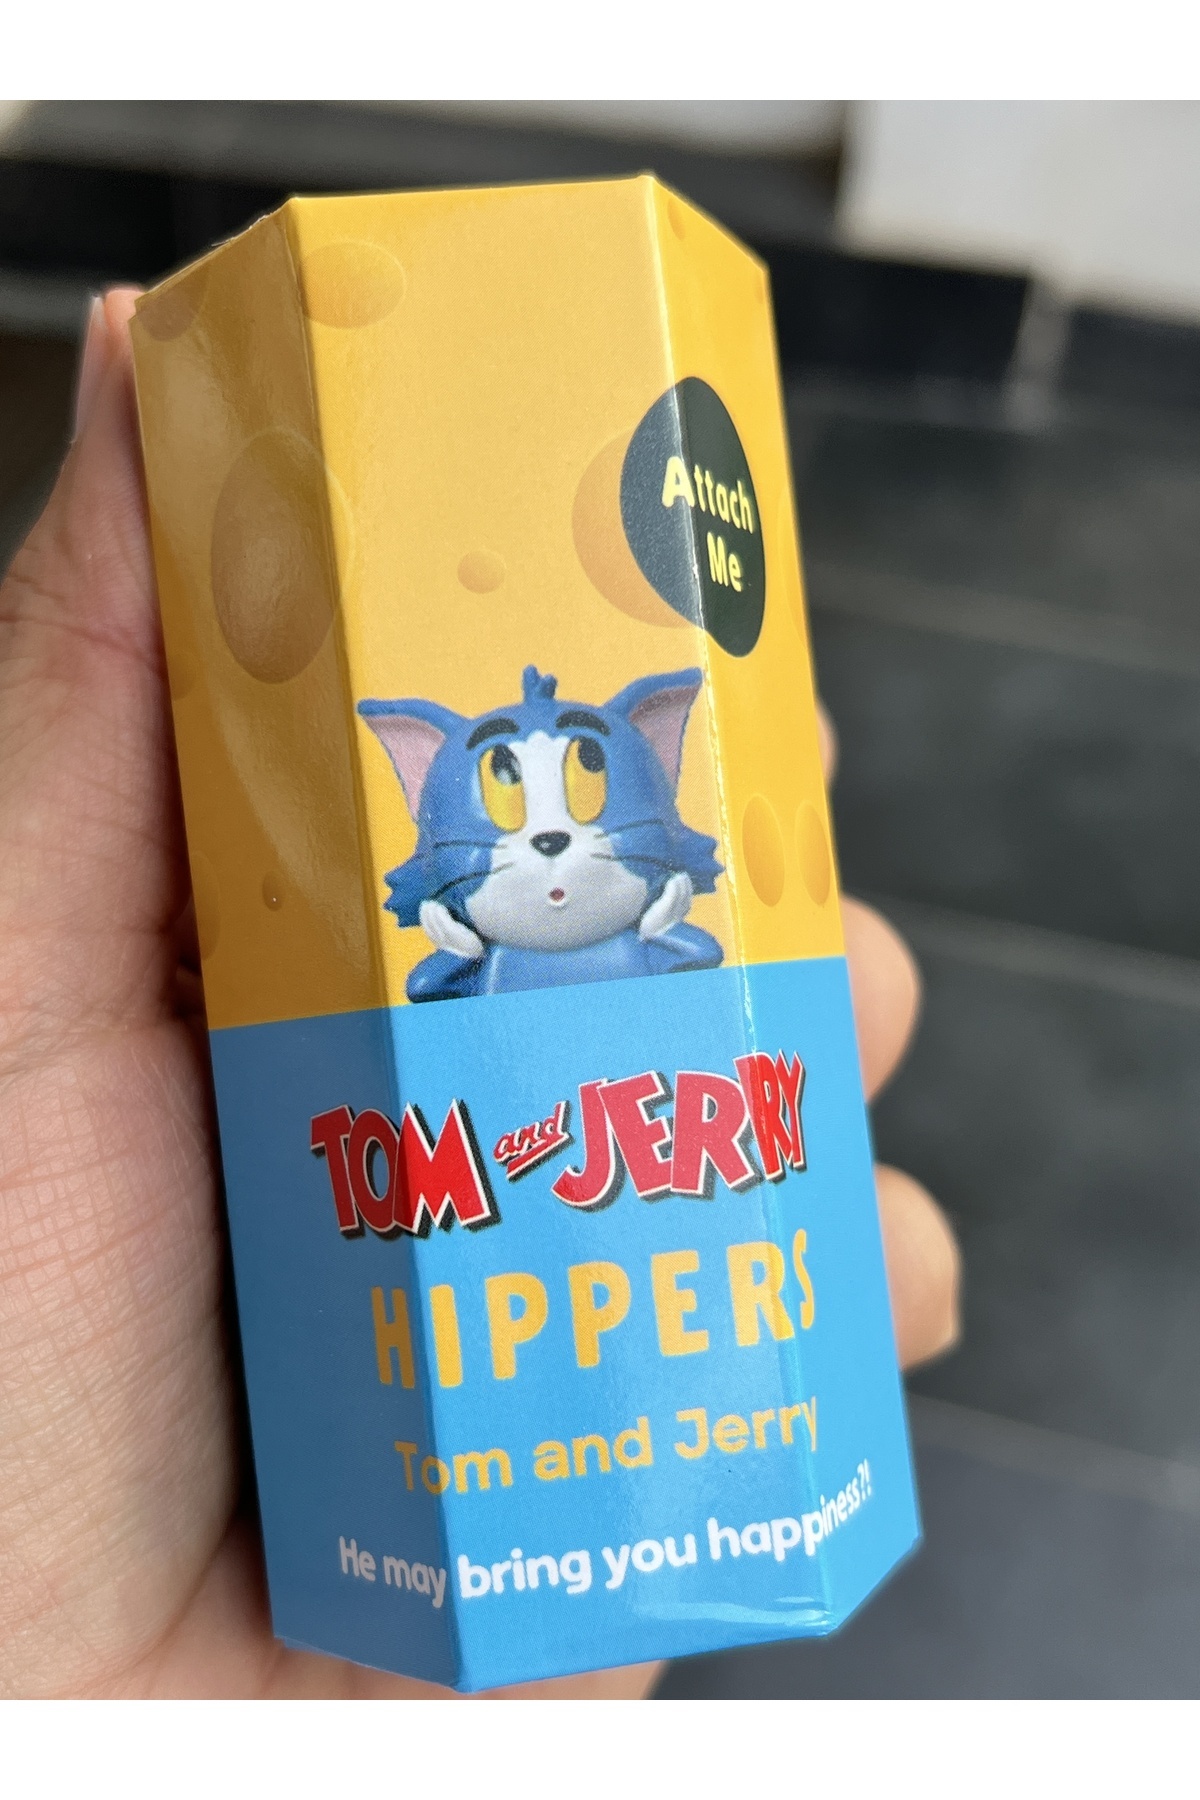 Attach
Me
TOM and JERRY
HIPPERS
Tom and Jerry
He may bring you happiness?!